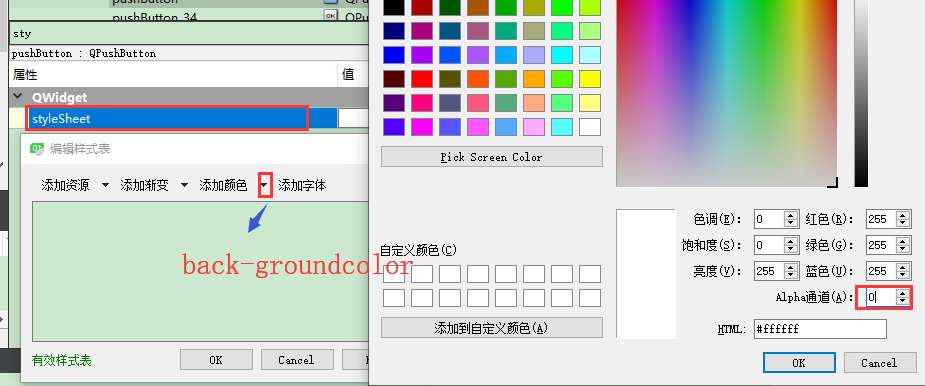 pushButton
pushButton_34
QPu
sty
pushButton : QPushButton
属性
值
QWidget
styleSheet
编辑样式表
添加资源
添加渐变
添加颜色
添加字体
back-groundcolor
有效样式表
OK
Cancel
Pick Screen Color
自定义颜色(C)
添加到自定义颜色(A)
色调(E): 0
红色(R): 255
饱和度(S): 0
绿色(G): 255
亮度(V): 255
蓝色(U): 255
Alpha通道(A): 0
HTML: #ffffff
OK
Cancel